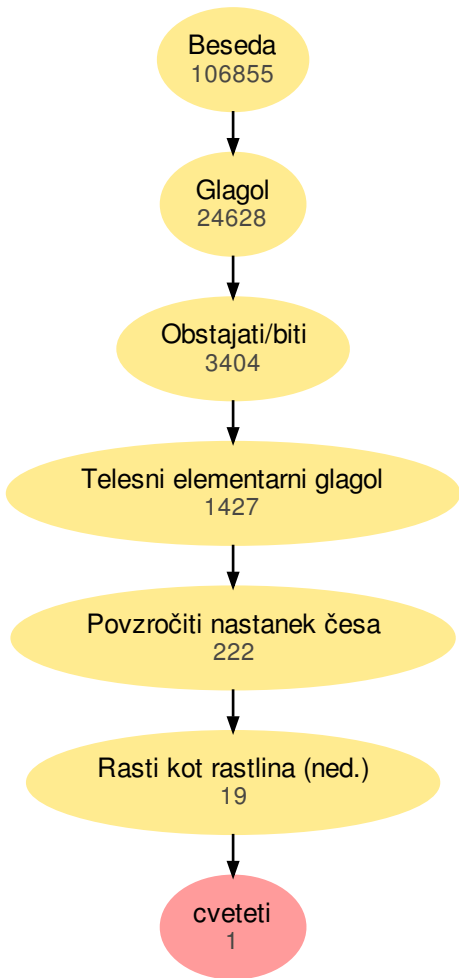 Beseda
106855
Glagol
24628
Obstajati/biti
3404
Telesni elementarni glagol
1427
Povzročiti nastanek česa
222
Rasti kot rastlina (ned.)
19
cveteti
1